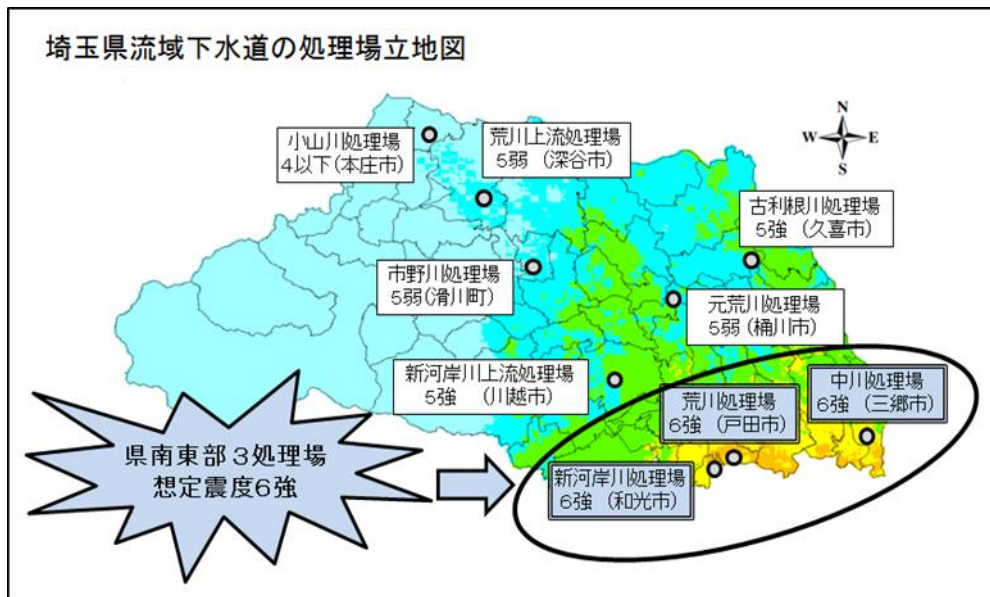 埼玉県流域下水道の処理場立地図
N
W E
S
小山川処理場
4以下(本庄市)
荒川上流処理場
5弱 (深谷市)
古利根川処理場
5強 (久喜市)
市野川処理場
5弱(滑川町)
元荒川処理場
5弱(桶川市)
新河岸川上流処理場
5強 (川越市)
中川処理場
6強 (三郷市)
荒川処理場
6強 (戸田市)
新河岸川処理場
6強 (和光市)
県南東部3処理場
想定震度6強